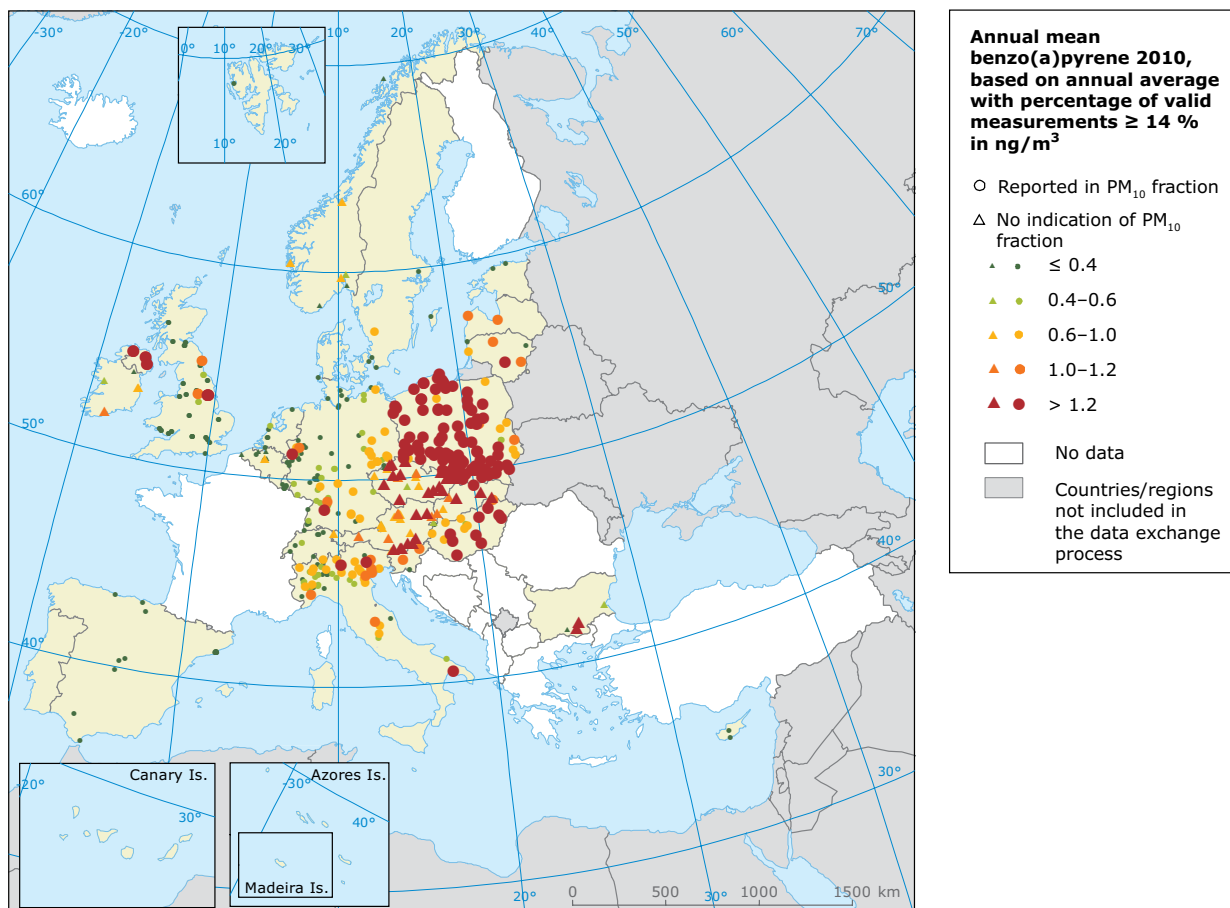 -30°
-20°
-10°
0°
10°
20°
30°
40°
50°
60°
70°
0°
10°
20°
30°
10°
20°
60°
50°
50°
40°
40°
30°
Canary Is.
-20°
30°
Azores Is.
-30°
40°
Madeira Is.
0°
10°
20°
30°
0 500 1000 1500 km
Annual mean
benzo(a)pyrene 2010,
based on annual average
with percentage of valid
measurements ≥ 14 %
in ng/m³
Reported in PM₁₀ fraction
No indication of PM₁₀
fraction
≤ 0.4
0.4–0.6
0.6–1.0
1.0–1.2
> 1.2
No data
Countries/regions
not included in
the data exchange
process